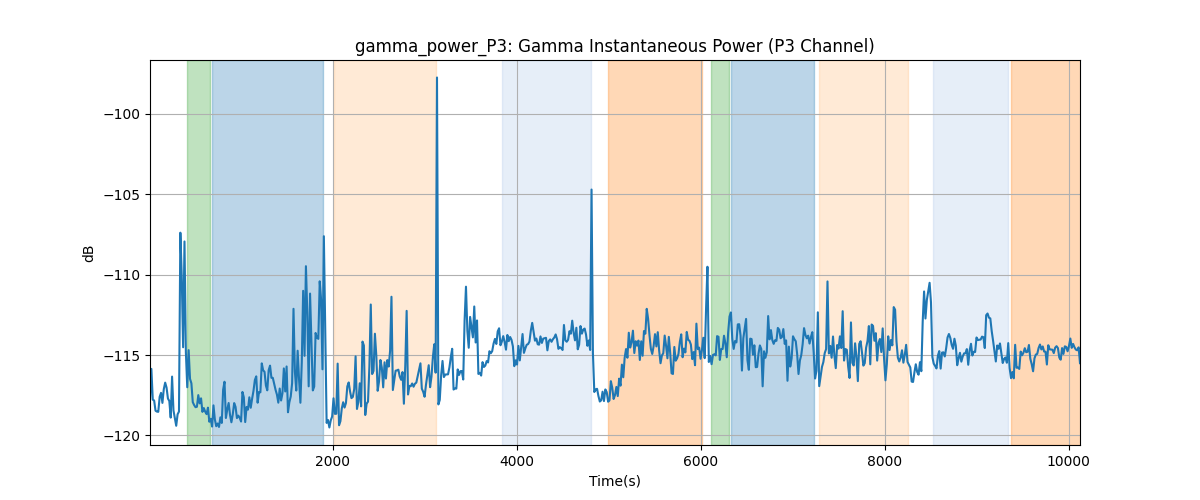 gamma_power_P3: Gamma Instantaneous Power (P3 Channel)
−100
−105
−110
−115
−120
dB
2000 4000 6000 8000 10000
Time(s)